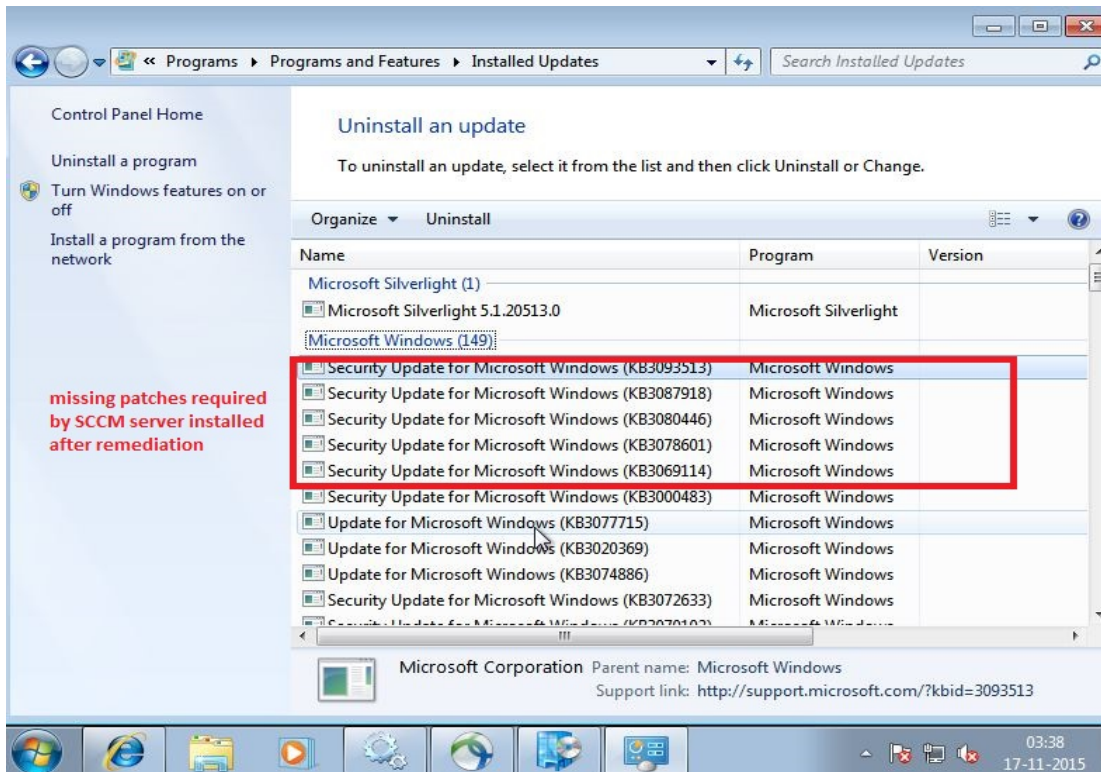 « Programs ▸ Programs and Features ▸ Installed Updates
Search Installed Updates
Control Panel Home
Uninstall a program
Turn Windows features on or
off
Install a program from the
network
Uninstall an update
To uninstall an update, select it from the list and then click Uninstall or Change.
Organize Uninstall
Name Program Version
Microsoft Silverlight (1)
Microsoft Silverlight 5.1.20513.0 Microsoft Silverlight
Microsoft Windows (149)
Security Update for Microsoft Windows (KB3093513) Microsoft Windows
Security Update for Microsoft Windows (KB3087918) Microsoft Windows
Security Update for Microsoft Windows (KB3080446) Microsoft Windows
Security Update for Microsoft Windows (KB3078601) Microsoft Windows
Security Update for Microsoft Windows (KB3069114) Microsoft Windows
Security Update for Microsoft Windows (KB3000483) Microsoft Windows
Update for Microsoft Windows (KB3077715) Microsoft Windows
Update for Microsoft Windows (KB3020369) Microsoft Windows
Update for Microsoft Windows (KB3074886) Microsoft Windows
Security Update for Microsoft Windows (KB3072633) Microsoft Windows
Security Update for Microsoft Windows Microsoft Windows
missing patches required
by SCCM server installed
after remediation
Microsoft Corporation Parent name: Microsoft Windows
Support link: http://support.microsoft.com/?kbid=3093513
03:38
17-11-2015